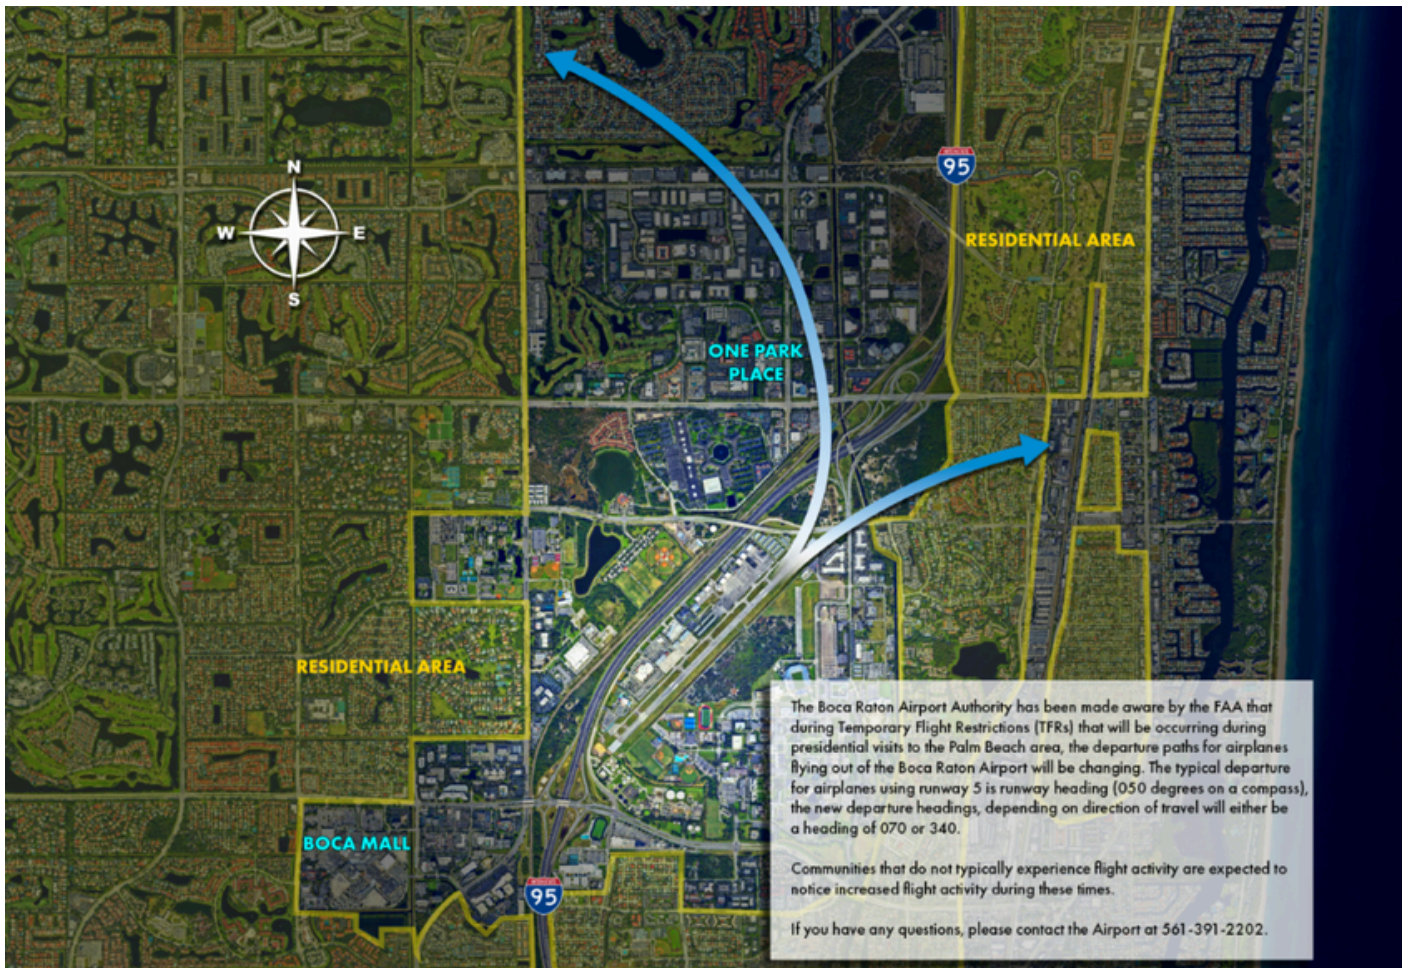 N
95
W
E
RESIDENTIAL AREA
S
ONE PARK
PLACE
RESIDENTIAL AREA
The Boca Raton Airport Authority has been made aware by the FAA that
during Temporary Flight Restrictions (TFRs) that will be occurring during
presidential visits to the Palm Beach area, the departure paths for airplanes
flying out of the Boca Raton Airport will be changing. The typical departure
for airplanes using runway 5 is runway heading (050 degrees on a compass),
the new departure headings, depending on direction of travel will either be
a heading of 070 or 340.
Communities that do not typically experience flight activity are expected to
notice increased flight activity during these times.
If you have any questions, please contact the Airport at 561-391-2202.
BOCA MALL
95